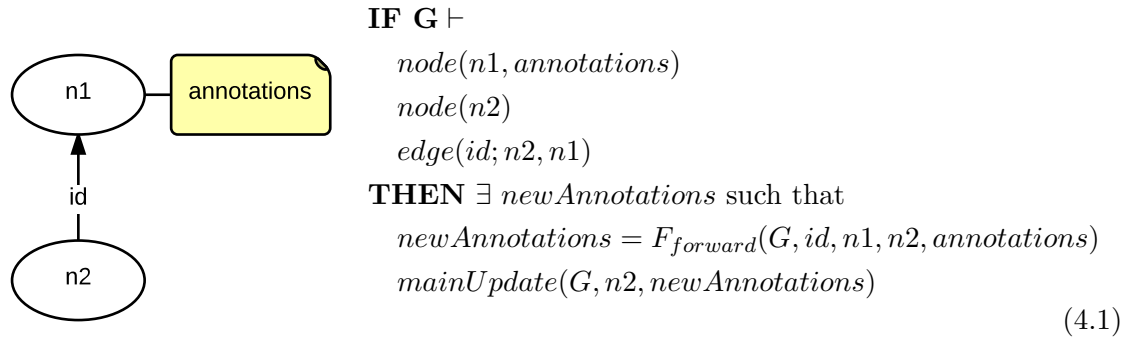 n1
annotations
id
n2
IF G ⊢
node(n1, annotations)
node(n2)
edge(id; n2, n1)
THEN ∃ newAnnotations such that
newAnnotations = F_forward(G, id, n1, n2, annotations)
mainUpdate(G, n2, newAnnotations)
(4.1)